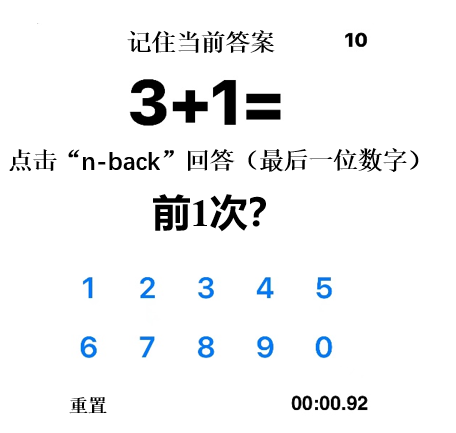 记住当前答案 10
3+1=
点击“n-back”回答（最后一位数字）
前1次?
1 2 3 4 5
6 7 8 9 0
重置 00:00.92